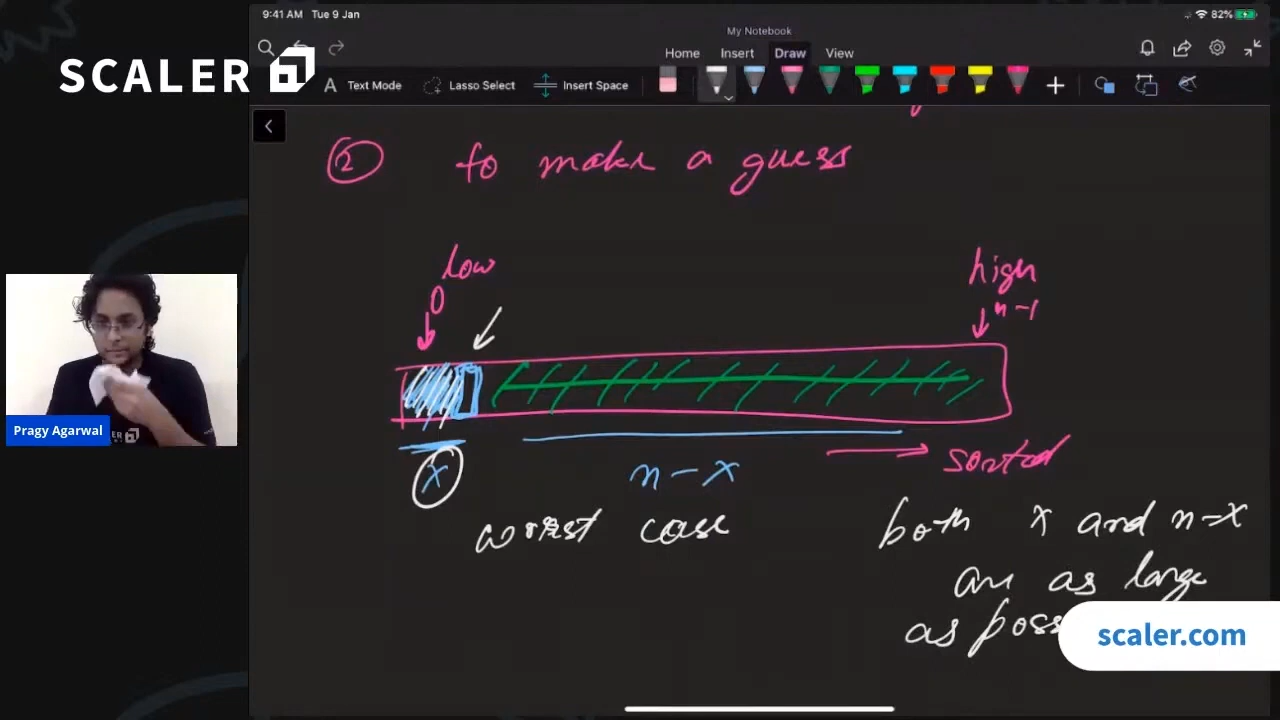 9:41 AM Tue 9 Jan
82%
My Notebook
Home Insert Draw View
SCALER
Text Mode Lasso Select Insert Space
② to make a guess
low high
0 n-1
x n-x sorted
worst case both x and n-x
are as large
as poss
Pragy Agarwal
scaler.com